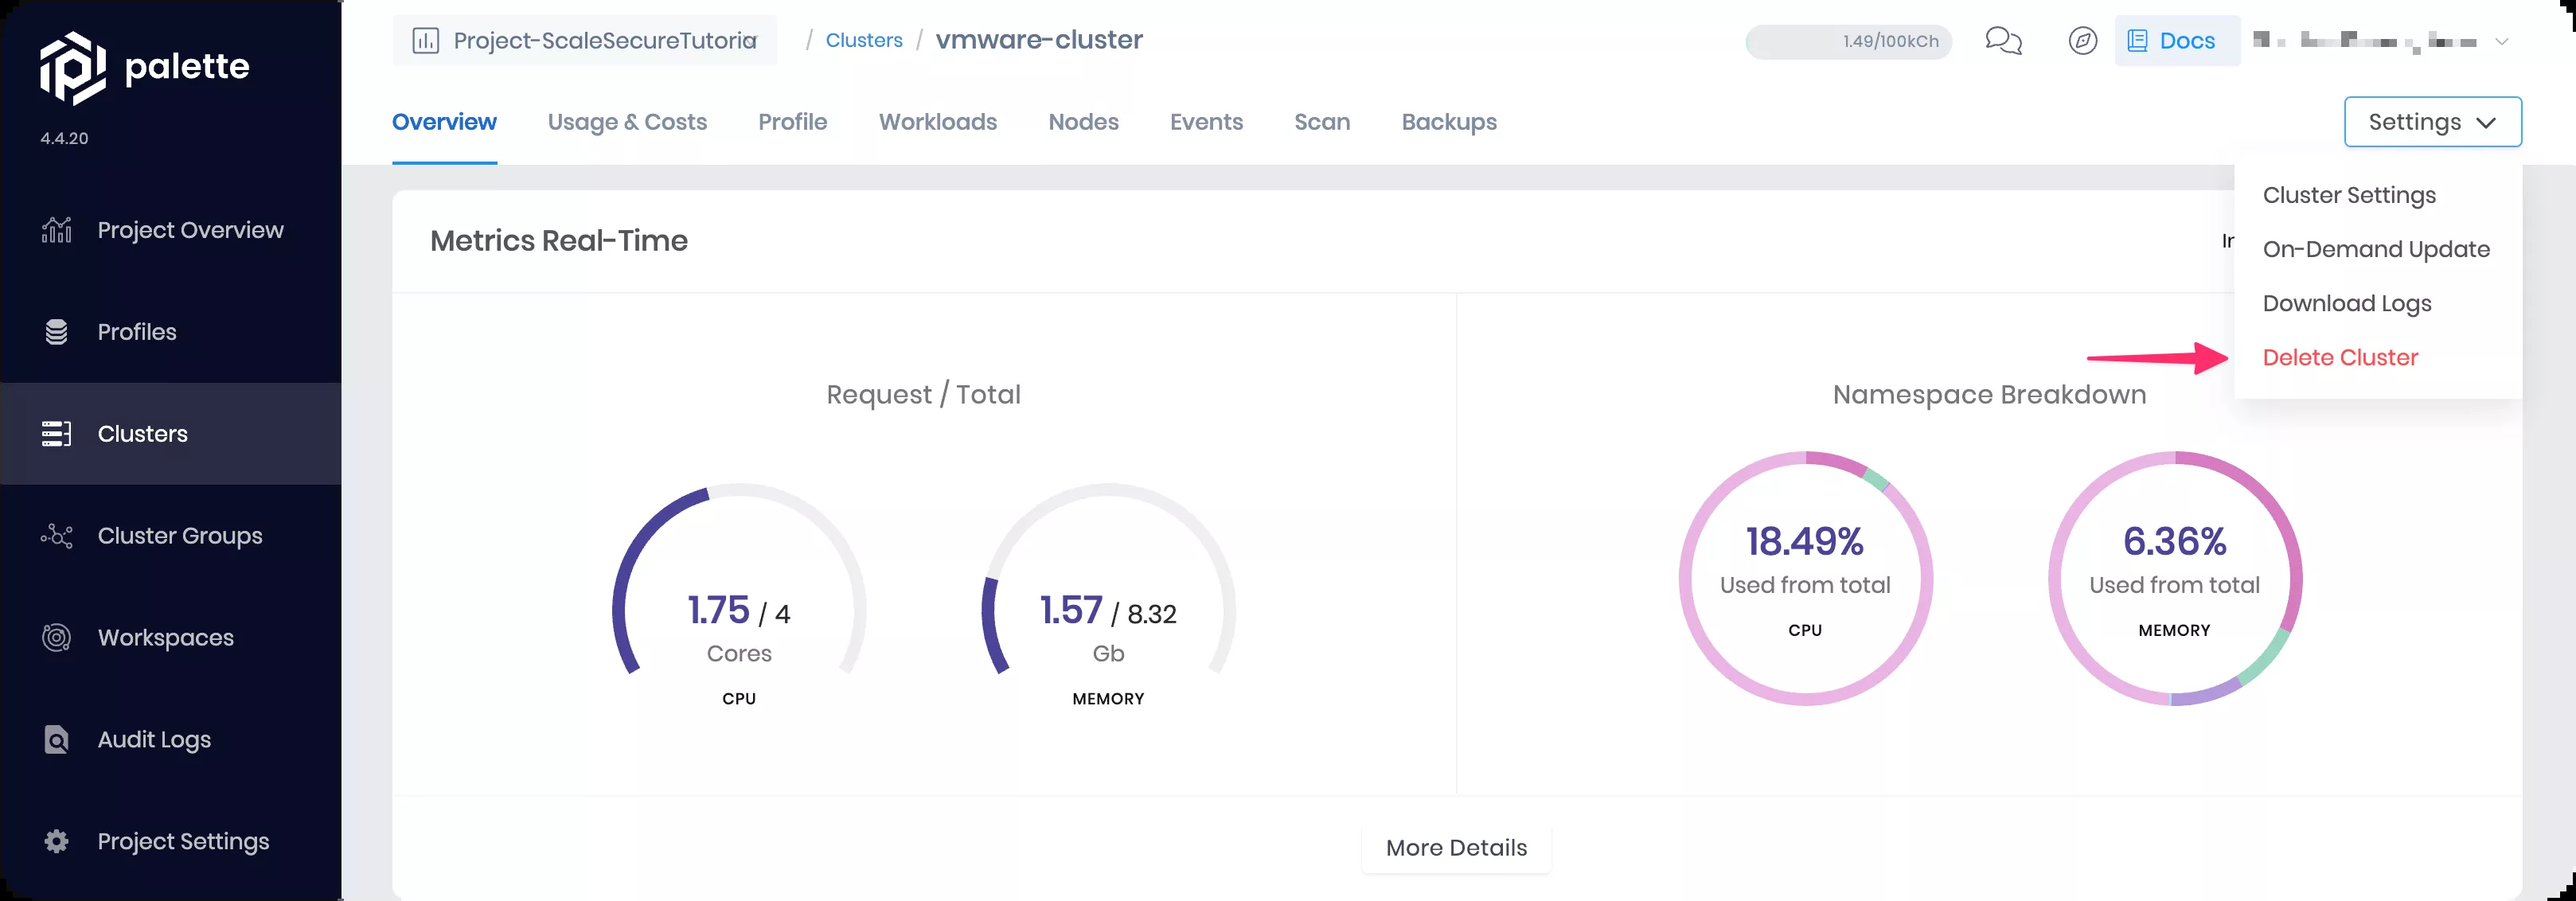 palette
4.4.20
Project Overview
Profiles
Clusters
Cluster Groups
Workspaces
Audit Logs
Project Settings
Project-ScaleSecureTutoria
/ Clusters / vmware-cluster
1.49/100kCh
Docs
Overview Usage & Costs Profile Workloads Nodes Events Scan Backups
Settings
Cluster Settings
On-Demand Update
Download Logs
Delete Cluster
Metrics Real-Time
Request / Total
1.75 / 4
Cores
CPU
1.57 / 8.32
Gb
MEMORY
Namespace Breakdown
18.49%
Used from total
CPU
6.36%
Used from total
MEMORY
More Details